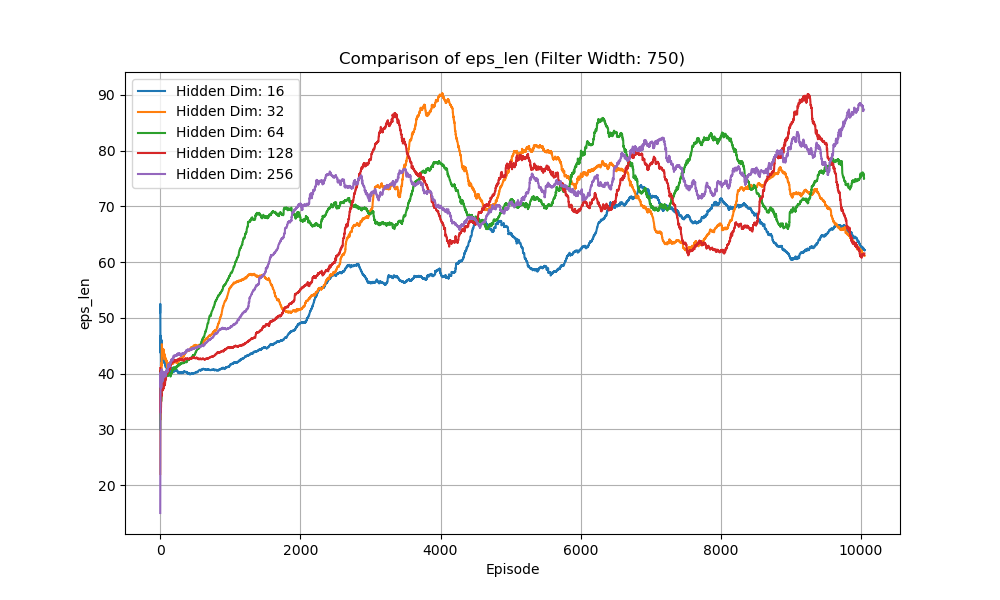 Comparison of eps_len (Filter Width: 750)
Hidden Dim: 16
Hidden Dim: 32
Hidden Dim: 64
Hidden Dim: 128
Hidden Dim: 256
eps_len
90
80
70
60
50
40
30
20
0 2000 4000 6000 8000 10000
Episode